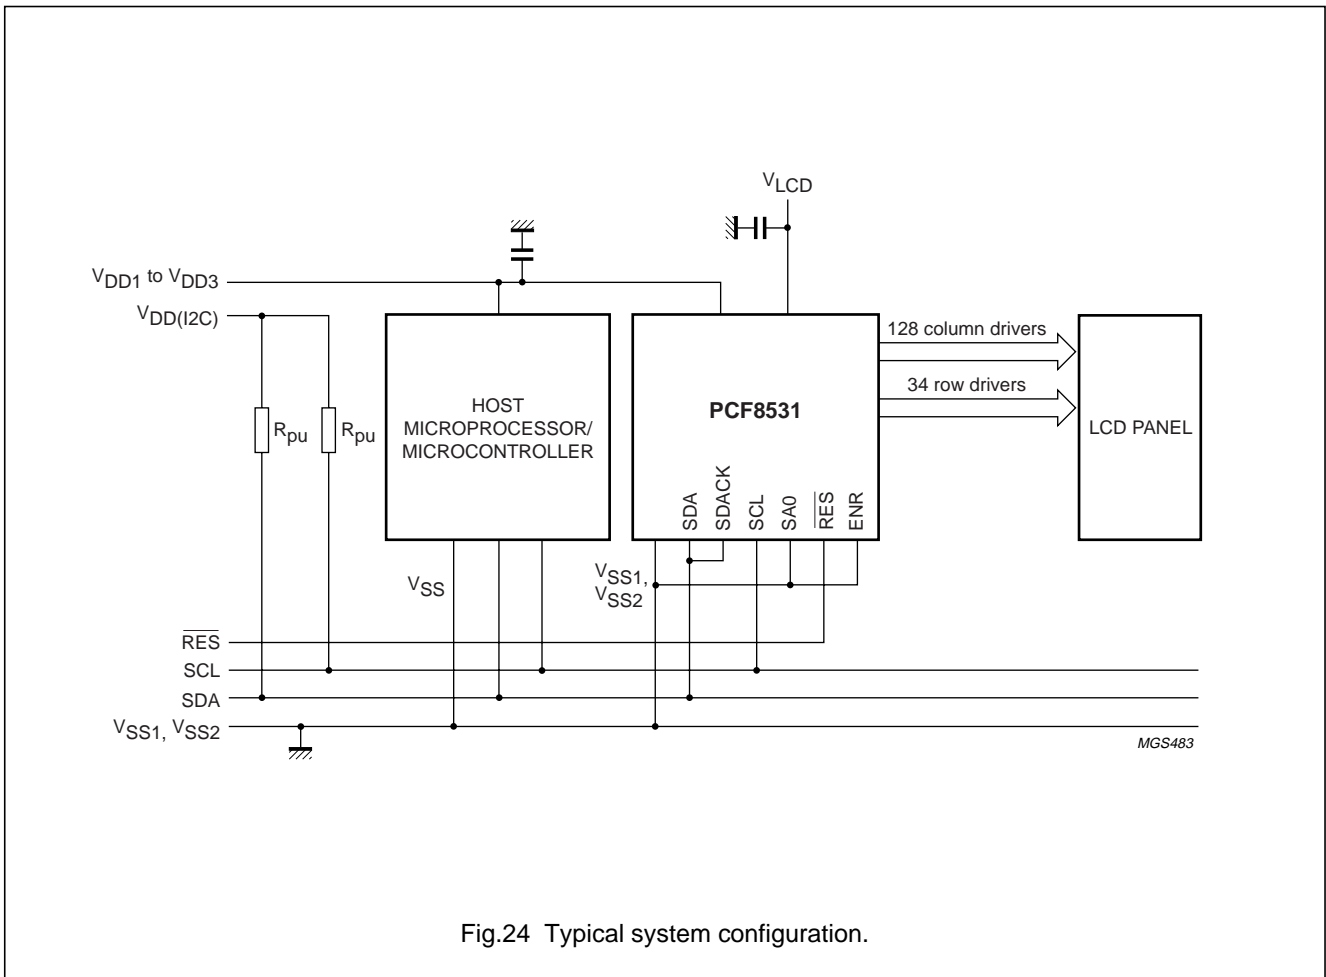 VLCD
VDD1 to VDD3
VDD(I2C)
128 column drivers
34 row drivers
Rpu
Rpu
HOST
MICROPROCESSOR/
MICROCONTROLLER
PCF8531
LCD PANEL
SDA
SDACK
SCL
SA0
RES
ENR
VSS
VSS1,
VSS2
RES
SCL
SDA
VSS1, VSS2
MGS483
Fig.24 Typical system configuration.